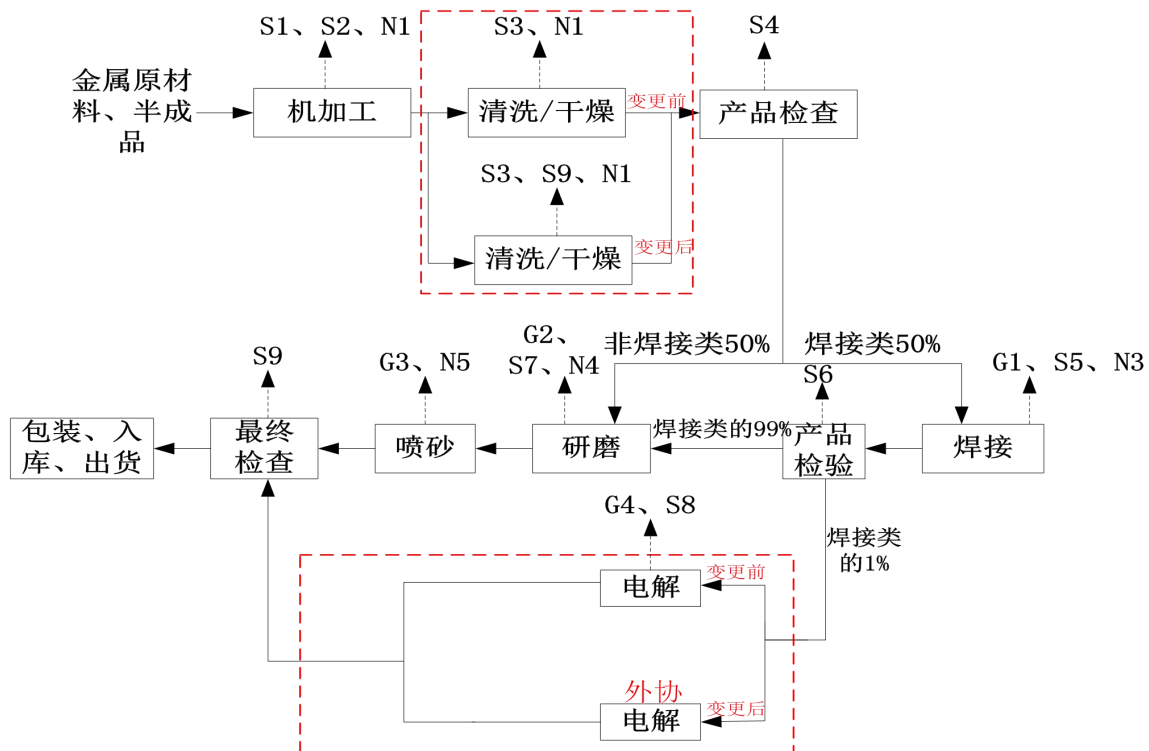 S1、S2、N1
S3、N1
S4
金属原材
料、半成
品
机加工
清洗/干燥
变更前
产品检查
S3、S9、N1
清洗/干燥
变更后
非焊接类50%
焊接类50%
G2、
S7、N4
G3、N5
S9
S6
G1、S5、N3
包装、入
库、出货
最终
检查
喷砂
研磨
焊接类的99%
产品
检验
焊接
G4、S8
焊接类
的1%
电解
变更前
外协
电解
变更后